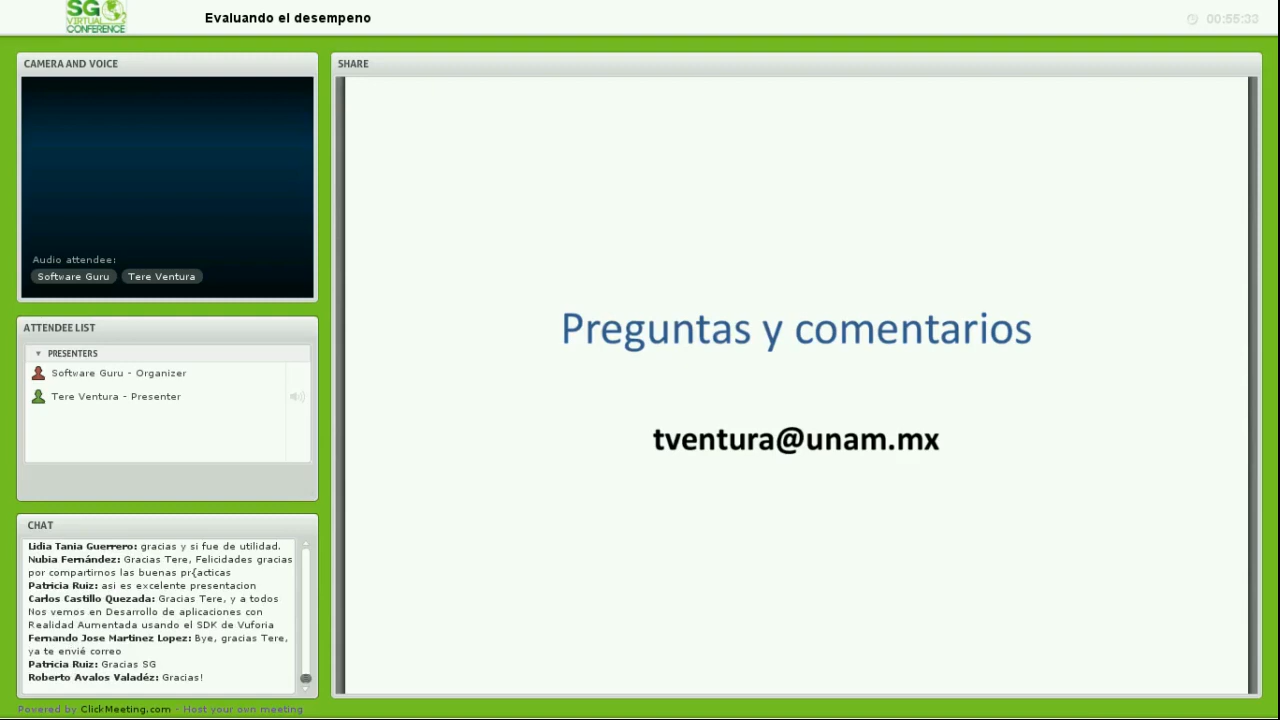 SG
VIRTUAL
CONFERENCE
Evaluando el desempeno
00:55:33
CAMERA AND VOICE
Audio attendee:
Software Guru
Tere Ventura
ATTENDEE LIST
PRESENTERS
Software Guru - Organizer
Tere Ventura - Presenter
CHAT
Lidia Tania Guerrero: gracias y si fue de utilidad.
Nubia Fernández: Gracias Tere, Felicidades gracias
por compartirnos las buenas pr{acticas
Patricia Ruiz: asi es excelente presentacion
Carlos Castillo Quezada: Gracias Tere, y a todos
Nos vemos en Desarrollo de aplicaciones con
Realidad Aumentada usando el SDK de Vuforia
Fernando Jose Martinez Lopez: Bye, gracias Tere,
ya te envié correo
Patricia Ruiz: Gracias SG
Roberto Avalos Valadéz: Gracias!
Powered by ClickMeeting.com - Host your own meeting
SHARE
Preguntas y comentarios
tventura@unam.mx